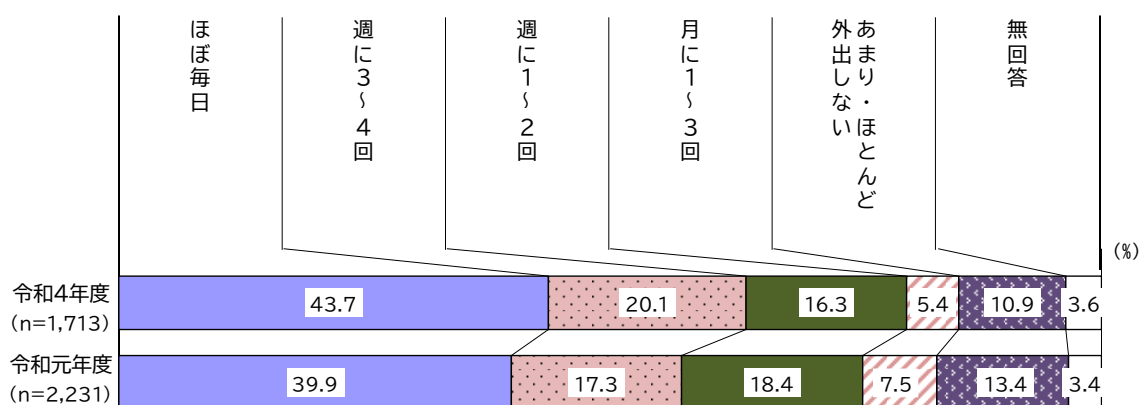 ほぼ毎日
週に3～4回
週に1～2回
月に1～3回
あまり・ほとんど
外出しない
無回答
(%)
令和4年度
(n=1,713)
43.7
20.1
16.3
5.4
10.9
3.6
令和元年度
(n=2,231)
39.9
17.3
18.4
7.5
13.4
3.4